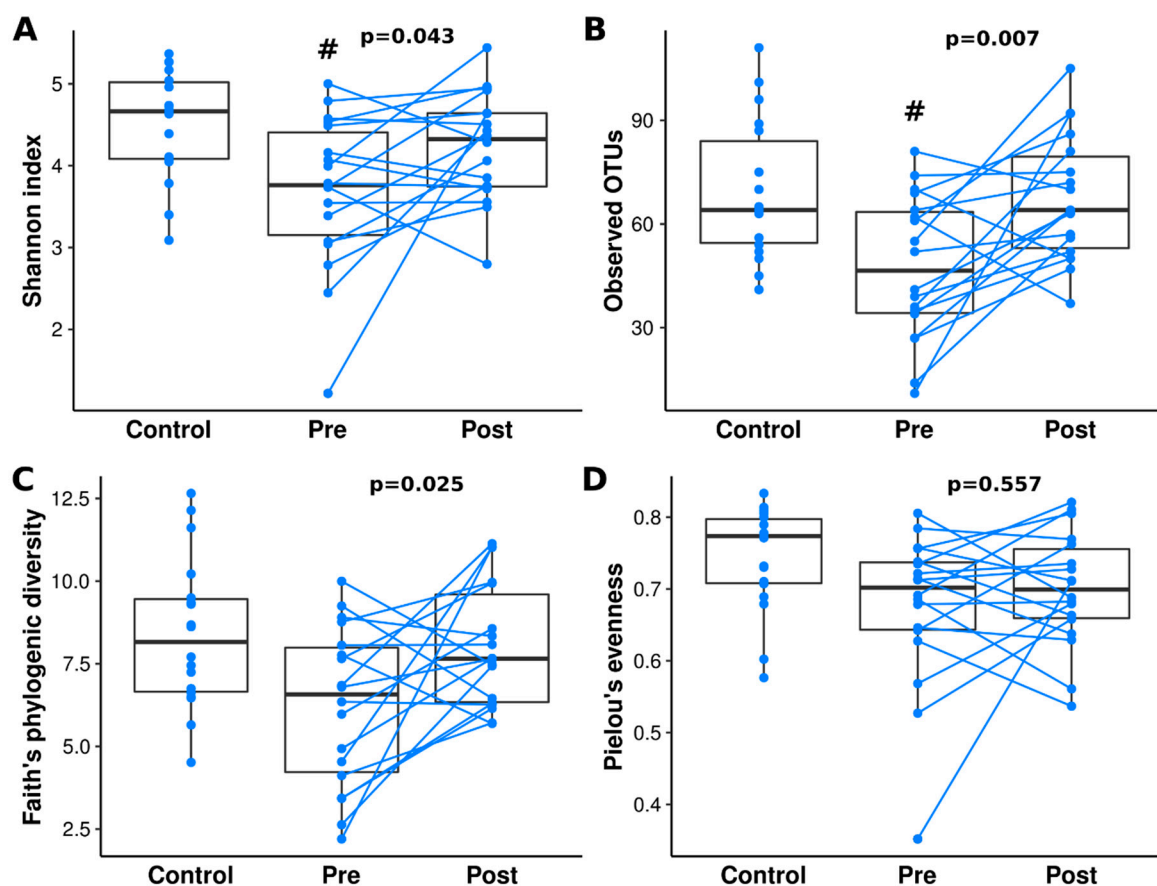 A
p=0.043
#
Shannon index
5
4
3
2
Control Pre Post
B
p=0.007
#
Observed OTUs
90
60
30
Control Pre Post
C
p=0.025
Faith's phylogenic diversity
12.5
10.0
7.5
5.0
2.5
Control Pre Post
D
p=0.557
Pielou's evenness
0.8
0.7
0.6
0.5
0.4
Control Pre Post